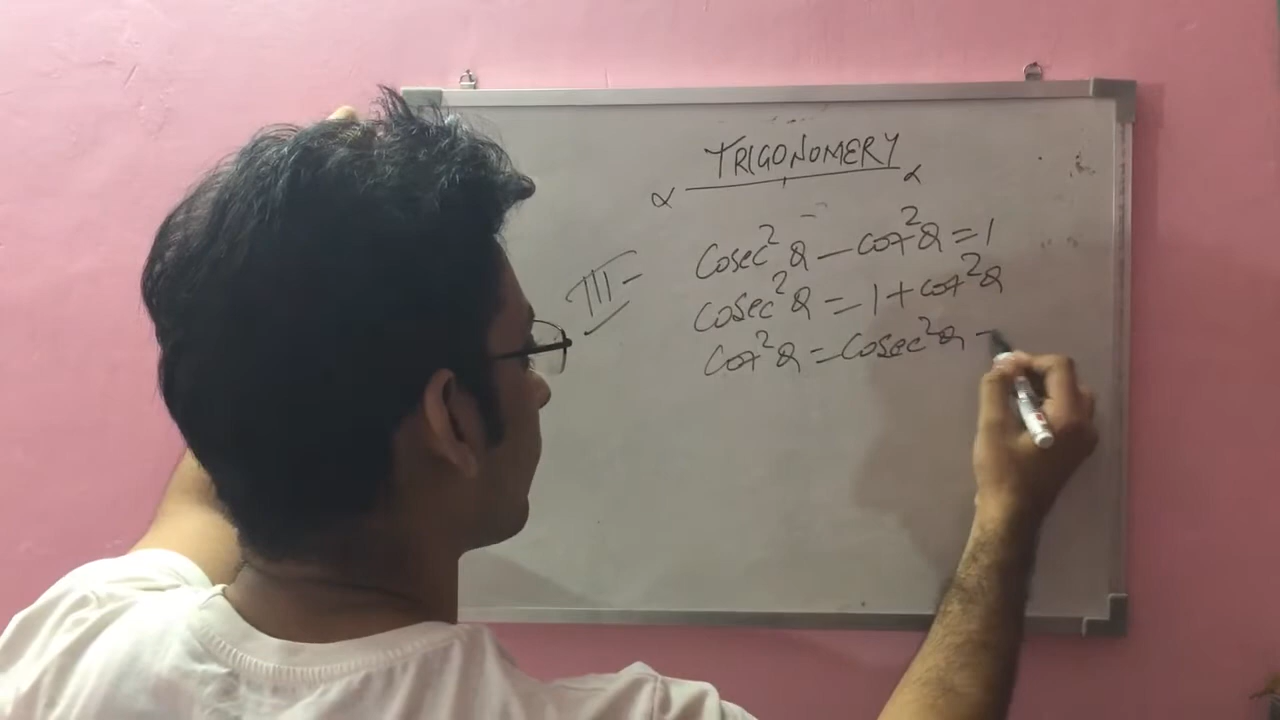 TRIGONOMERY
III - cosec²θ - cot²θ = 1
cosec²θ = 1 + cot²θ
cot²θ = cosec²θ -